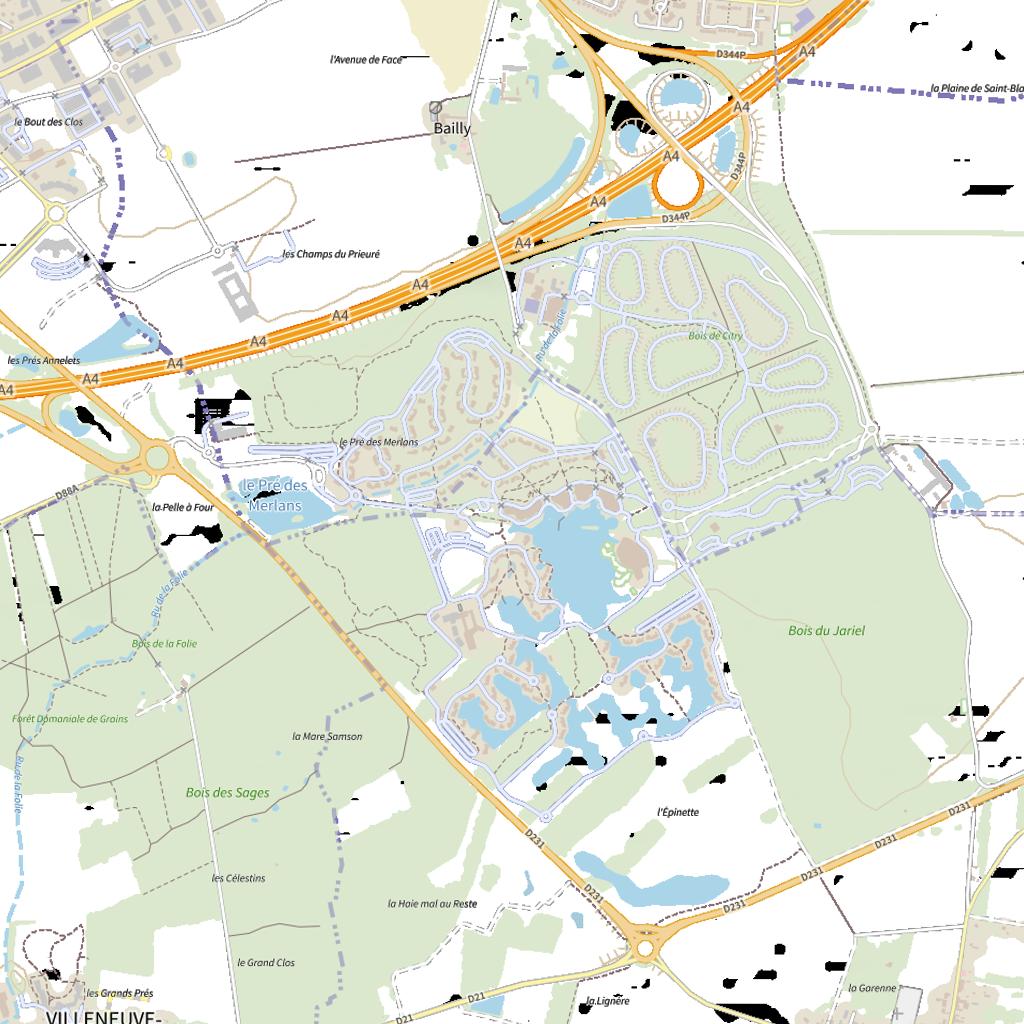 D344P
A4
l'Avenue de Face
la Plaine de Saint-Bla
A4
le Bout des Clos
Bailly
A4
D344P
A4
D344P
A4
les Champs du Prieuré
A4
A4
Ru de la Folie
Bois de Citry
A4
les Prés Annelets
A4
A4
A4
le Pré des Merlans
D88A
le Pré des
Merlans
la Pelle à Four
Ru de la Folie
Bois du Jariel
Bois de la Folie
Forêt Domaniale de Grains
la Mare Samson
Ru de la Folie
Bois des Sages
l'Épinette
D231
D231
D231
D231
les Célestins
D231
D231
la Haie mal au Reste
le Grand Clos
les Grands Prés
D21
la Lignère
la Garenne
VILLENEUVE-
D21